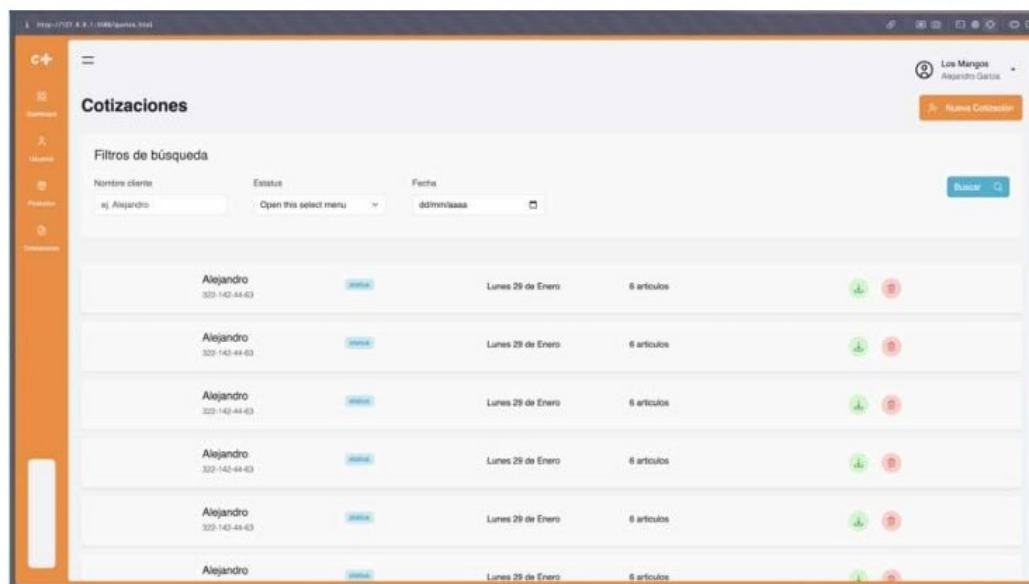 c+
Los Mangos
Alejandro Garcia
Cotizaciones
Nueva Cotización
Dashboard
Usuarios
Productos
Cotizaciones
Filtros de búsqueda
Nombre cliente
Estatus
Fecha
ej. Alejandro
Open this select menu
dd/mm/aaaa
Buscar
Alejandro
322-142-44-63
status
Lunes 29 de Enero
6 articulos
Alejandro
322-142-44-63
status
Lunes 29 de Enero
6 articulos
Alejandro
322-142-44-63
status
Lunes 29 de Enero
6 articulos
Alejandro
322-142-44-63
status
Lunes 29 de Enero
6 articulos
Alejandro
322-142-44-63
status
Lunes 29 de Enero
6 articulos
Alejandro
status
Lunes 29 de Enero
6 articulos